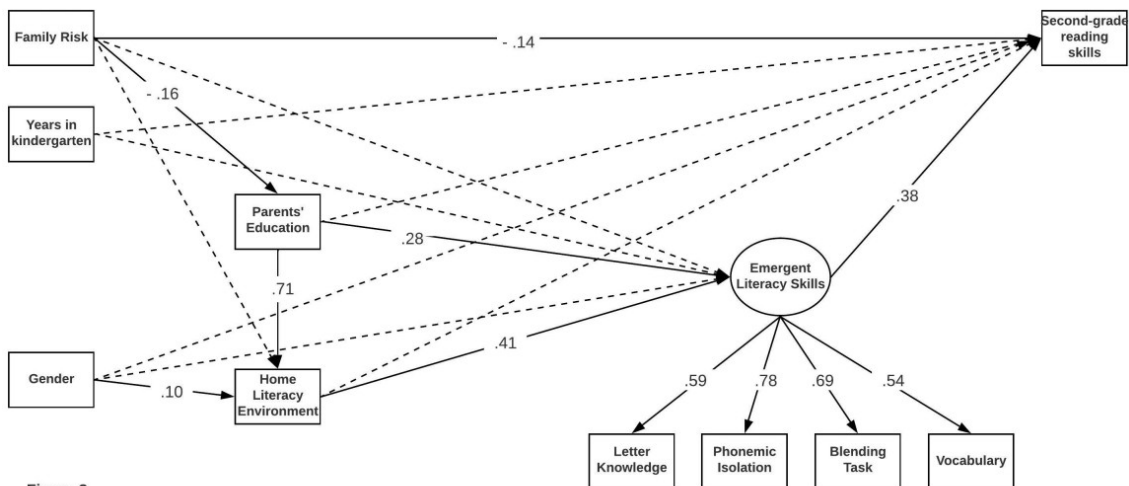 Family Risk
- .14
Second-grade
reading
skills
- .16
Years in
kindergarten
Parents'
Education
.28
.38
Emergent
Literacy Skills
.71
.41
Gender
.10
Home
Literacy
Environment
.59
.78
.69
.54
Letter
Knowledge
Phonemic
Isolation
Blending
Task
Vocabulary